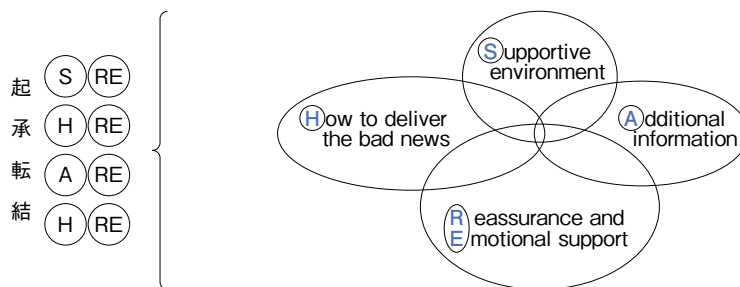 起 S RE
承 H RE
転 A RE
結 H RE
Supportive
environment
How to deliver
the bad news
Additional
information
Reassurance and
Emotional support